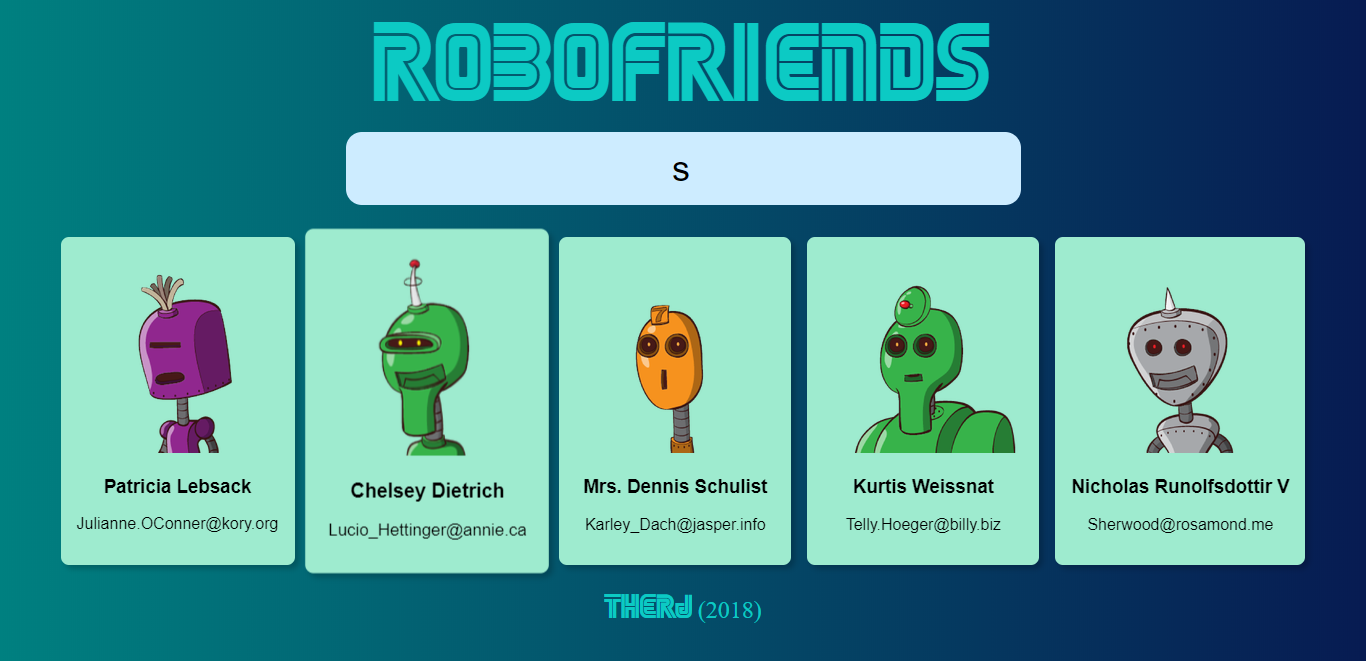 ROBOFRIENDS
s
7
Patricia Lebsack
Julianne.OConner@kory.org
Chelsey Dietrich
Lucio_Hettinger@annie.ca
Mrs. Dennis Schulist
Karley_Dach@jasper.info
Kurtis Weissnat
Telly.Hoeger@billy.biz
Nicholas Runolfsdottir V
Sherwood@rosamond.me
THERJ (2018)